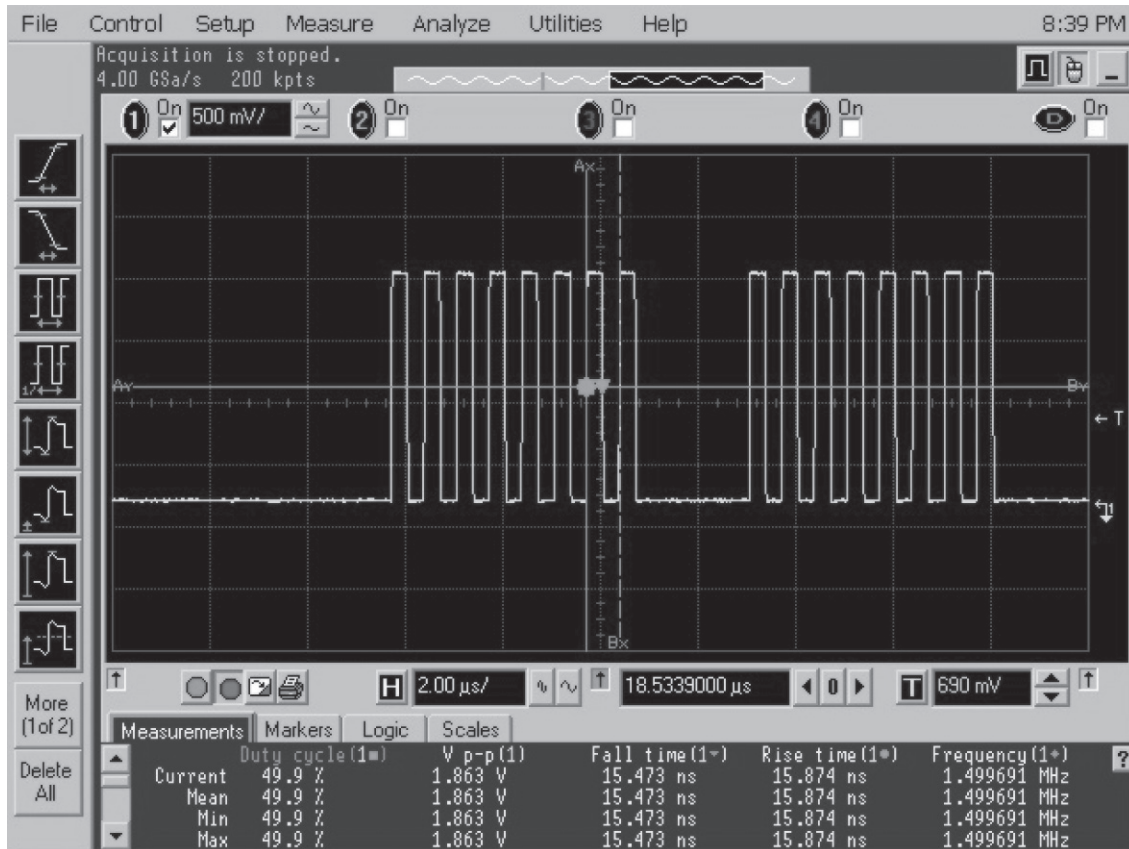 File Control Setup Measure Analyze Utilities Help 8:39 PM
Acquisition is stopped.
4.00 GSa/s 200 kpts
1 On 500 mV/ 2 On 3 On 4 On D On
Ax
Ay By
← T
1
Bx
H 2.00 µs/ 18.5339000 µs 0 T 690 mV
More
(1of 2)
Delete
All
Measurements Markers Logic Scales
Duty cycle(1■) V p-p(1) Fall time(1▾) Rise time(1●) Frequency(1◆) ?
Current 49.9 % 1.863 V 15.473 ns 15.874 ns 1.499691 MHz
Mean 49.9 % 1.863 V 15.473 ns 15.874 ns 1.499691 MHz
Min 49.9 % 1.863 V 15.473 ns 15.874 ns 1.499691 MHz
Max 49.9 % 1.863 V 15.473 ns 15.874 ns 1.499691 MHz